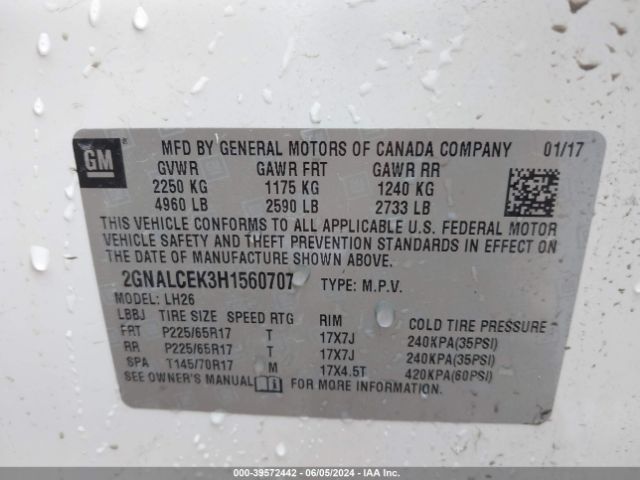 GM
MFD BY GENERAL MOTORS OF CANADA COMPANY 01/17
GVWR GAWR FRT GAWR RR
2250 KG 1175 KG 1240 KG
4960 LB 2590 LB 2733 LB
THIS VEHICLE CONFORMS TO ALL APPLICABLE U.S. FEDERAL MOTOR
VEHICLE SAFETY AND THEFT PREVENTION STANDARDS IN EFFECT ON
THE DATE OF MANUFACTURE SHOWN ABOVE.
2GNALCEK3H1560707 TYPE: M.P.V.
MODEL: LH26
LBBJ TIRE SIZE SPEED RTG RIM COLD TIRE PRESSURE
FRT P225/65R17 T 17X7J 240KPA(35PSI)
RR P225/65R17 T 17X7J 240KPA(35PSI)
SPA T145/70R17 M 17X4.5T 420KPA(60PSI)
SEE OWNER'S MANUAL FOR MORE INFORMATION.
000-39572442 - 06/05/2024 - IAA Inc.